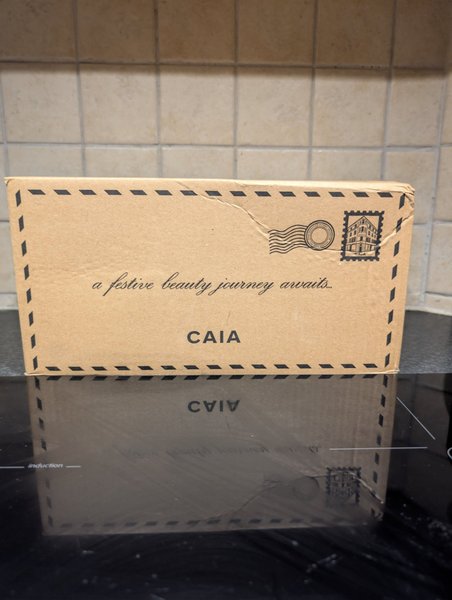 a festive beauty journey awaits...
CAIA
induction